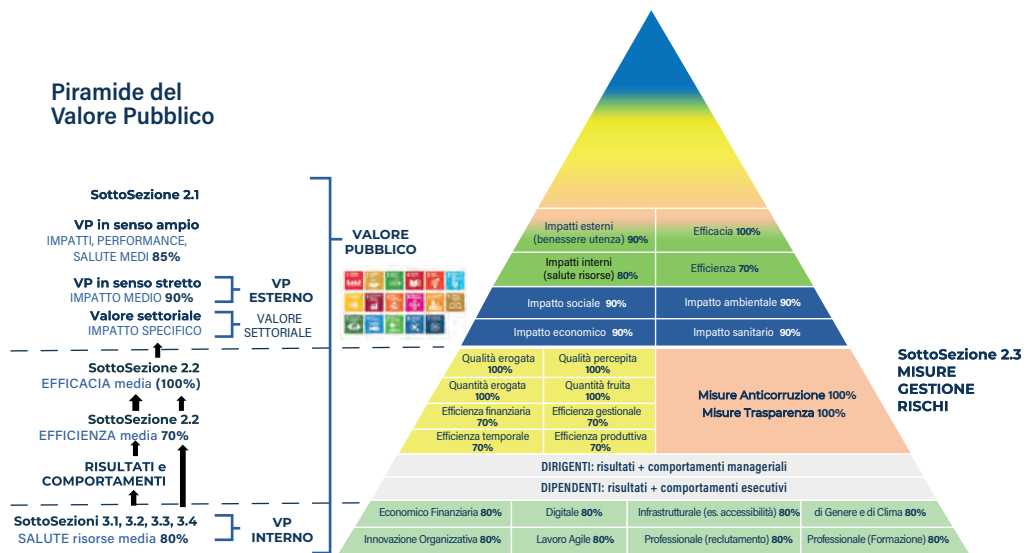 Piramide del
Valore Pubblico
SottoSezione 2.1
VP in senso ampio
IMPATTI, PERFORMANCE,
SALUTE MEDI 85%
VP in senso stretto
IMPATTO MEDIO 90%
Valore settoriale
IMPATTO SPECIFICO
VP
ESTERNO
VALORE
SETTORIALE
VALORE
PUBBLICO
SottoSezione 2.2
EFFICACIA media (100%)
SottoSezione 2.2
EFFICIENZA media 70%
RISULTATI e
COMPORTAMENTI
SottoSezioni 3.1, 3.2, 3.3, 3.4
SALUTE risorse media 80%
VP
INTERNO
Impatti esterni
(benessere utenza) 90%
Efficacia 100%
Impatti interni
(salute risorse) 80%
Efficienza 70%
Impatto sociale 90%
Impatto ambientale 90%
Impatto economico 90%
Impatto sanitario 90%
Qualità erogata
100%
Qualità percepita
100%
Quantità erogata
100%
Quantità fruita
100%
Efficienza finanziaria
70%
Efficienza gestionale
70%
Efficienza temporale
70%
Efficienza produttiva
70%
Misure Anticorruzione 100%
Misure Trasparenza 100%
SottoSezione 2.3
MISURE
GESTIONE
RISCHI
DIRIGENTI: risultati + comportamenti manageriali
DIPENDENTI: risultati + comportamenti esecutivi
Economico Finanziaria 80%
Digitale 80%
Infrastrutturale (es. accessibilità) 80%
di Genere e di Clima 80%
Innovazione Organizzativa 80%
Lavoro Agile 80%
Professionale (reclutamento) 80%
Professionale (Formazione) 80%